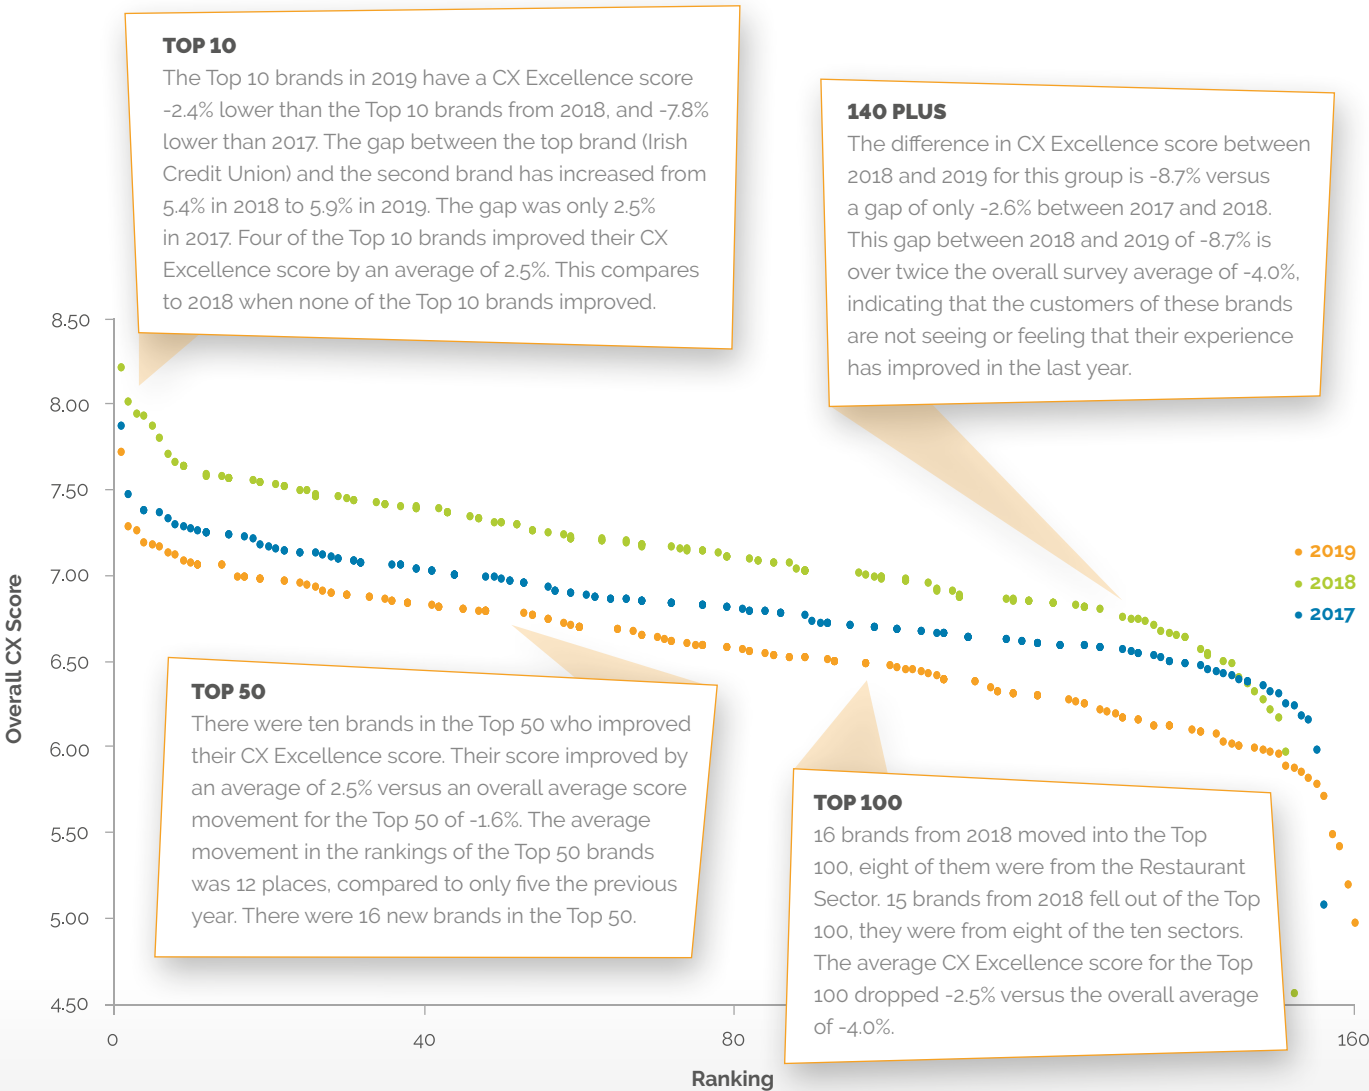 TOP 10
The Top 10 brands in 2019 have a CX Excellence score
-2.4% lower than the Top 10 brands from 2018, and -7.8%
lower than 2017. The gap between the top brand (Irish
Credit Union) and the second brand has increased from
5.4% in 2018 to 5.9% in 2019. The gap was only 2.5%
in 2017. Four of the Top 10 brands improved their CX
Excellence score by an average of 2.5%. This compares
to 2018 when none of the Top 10 brands improved.
140 PLUS
The difference in CX Excellence score between
2018 and 2019 for this group is -8.7% versus
a gap of only -2.6% between 2017 and 2018.
This gap between 2018 and 2019 of -8.7% is
over twice the overall survey average of -4.0%,
indicating that the customers of these brands
are not seeing or feeling that their experience
has improved in the last year.
8.50
8.00
7.50
7.00
6.50
6.00
5.50
5.00
4.50
Overall CX Score
2019
2018
2017
TOP 50
There were ten brands in the Top 50 who improved
their CX Excellence score. Their score improved by
an average of 2.5% versus an overall average score
movement for the Top 50 of -1.6%. The average
movement in the rankings of the Top 50 brands
was 12 places, compared to only five the previous
year. There were 16 new brands in the Top 50.
TOP 100
16 brands from 2018 moved into the Top
100, eight of them were from the Restaurant
Sector. 15 brands from 2018 fell out of the Top
100, they were from eight of the ten sectors.
The average CX Excellence score for the Top
100 dropped -2.5% versus the overall average
of -4.0%.
0
40
80
160
Ranking